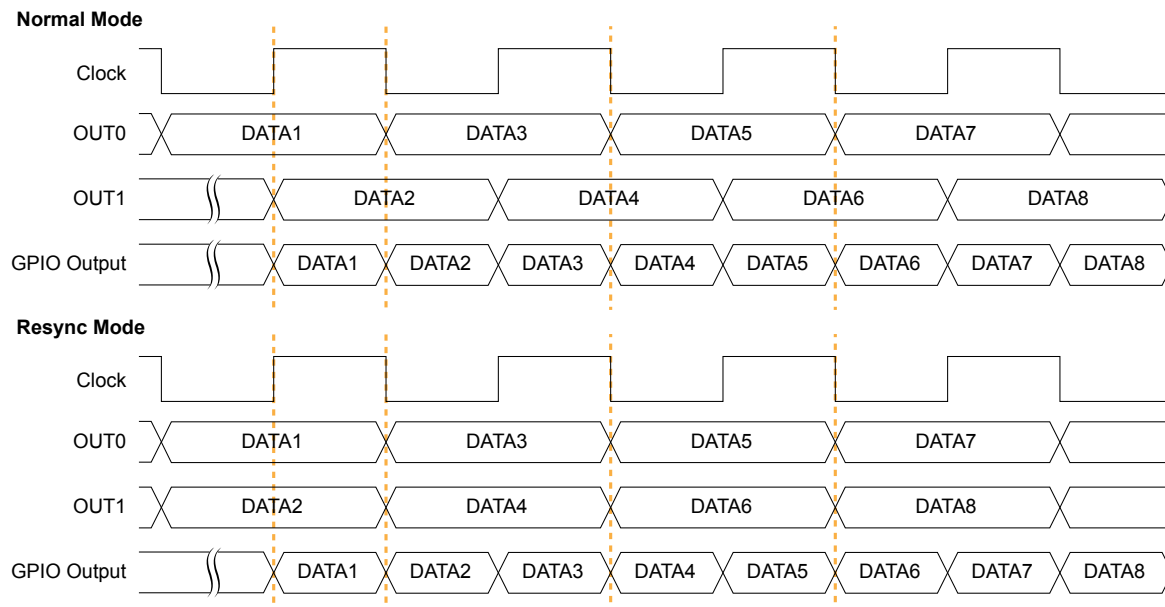 Normal Mode
Clock
OUT0 DATA1 DATA3 DATA5 DATA7
OUT1 DATA2 DATA4 DATA6 DATA8
GPIO Output DATA1 DATA2 DATA3 DATA4 DATA5 DATA6 DATA7 DATA8
Resync Mode
Clock
OUT0 DATA1 DATA3 DATA5 DATA7
OUT1 DATA2 DATA4 DATA6 DATA8
GPIO Output DATA1 DATA2 DATA3 DATA4 DATA5 DATA6 DATA7 DATA8